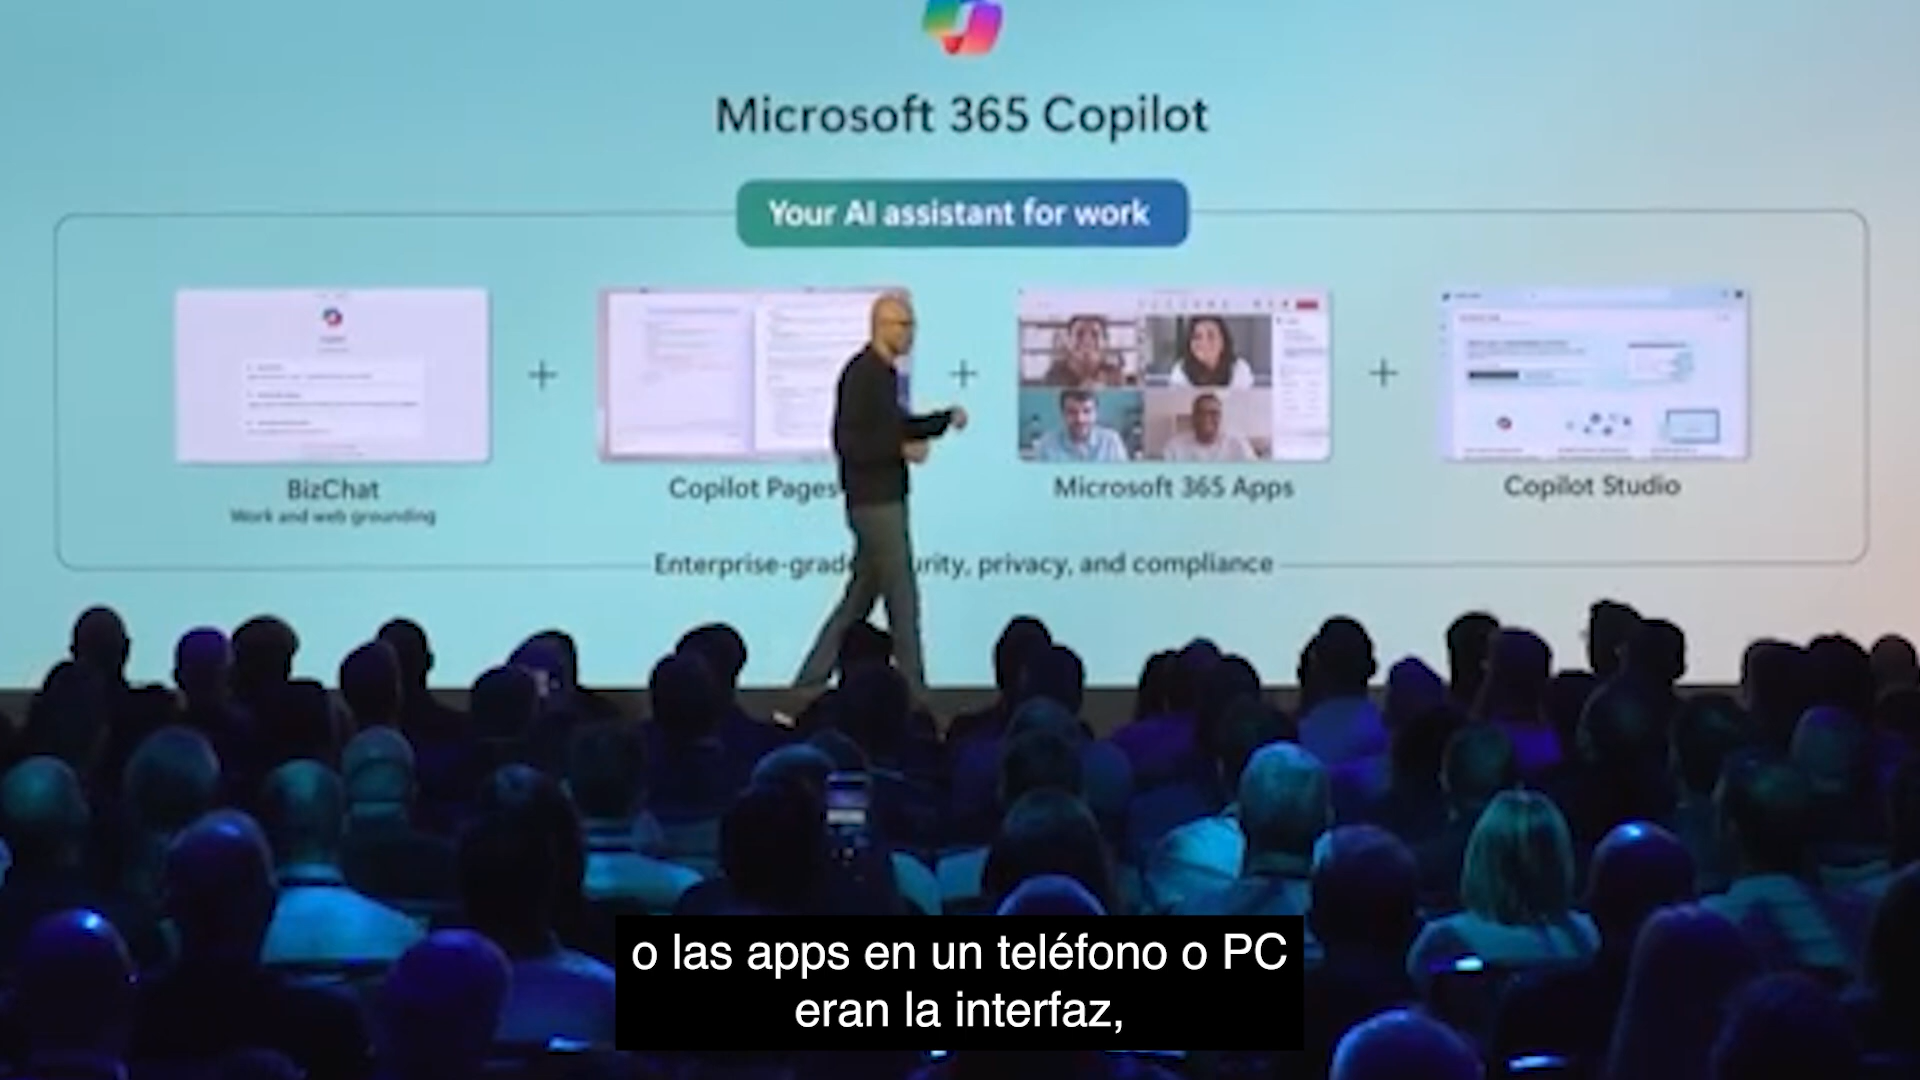 Microsoft 365 Copilot
Your AI assistant for work
BizChat
Work and web grounding
Copilot Pages
Microsoft 365 Apps
Copilot Studio
Enterprise-grad urity, privacy, and compliance
o las apps en un teléfono o PC
eran la interfaz,